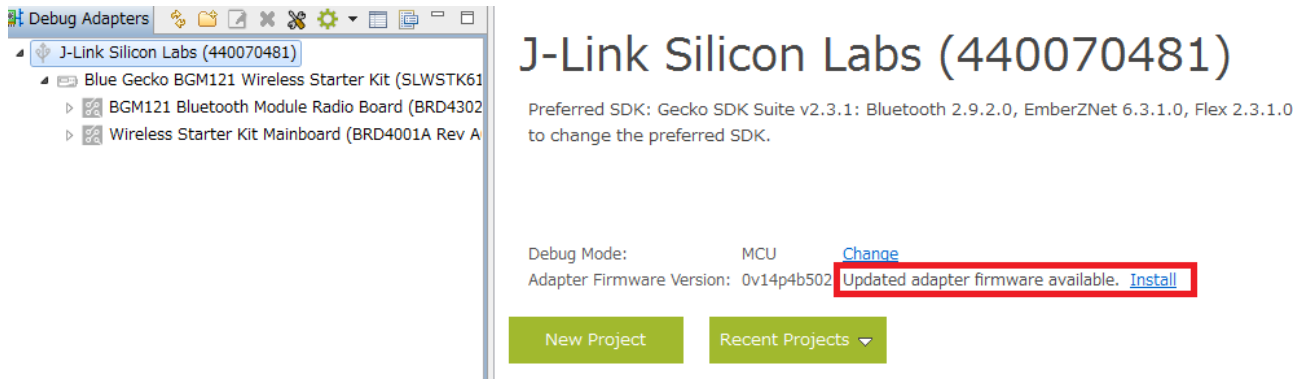 Debug Adapters
J-Link Silicon Labs (440070481)
Blue Gecko BGM121 Wireless Starter Kit (SLWSTK61
BGM121 Bluetooth Module Radio Board (BRD4302
Wireless Starter Kit Mainboard (BRD4001A Rev A
J-Link Silicon Labs (440070481)
Preferred SDK: Gecko SDK Suite v2.3.1: Bluetooth 2.9.2.0, EmberZNet 6.3.1.0, Flex 2.3.1.0
to change the preferred SDK.
Debug Mode: MCU Change
Adapter Firmware Version: 0v14p4b502 Updated adapter firmware available. Install
New Project Recent Projects